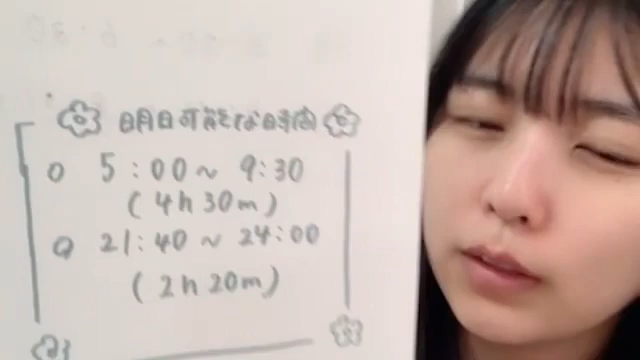 明日可能な時間
○ 5:00~9:30
(4h30m)
○ 21:40~24:00
(2h20m)